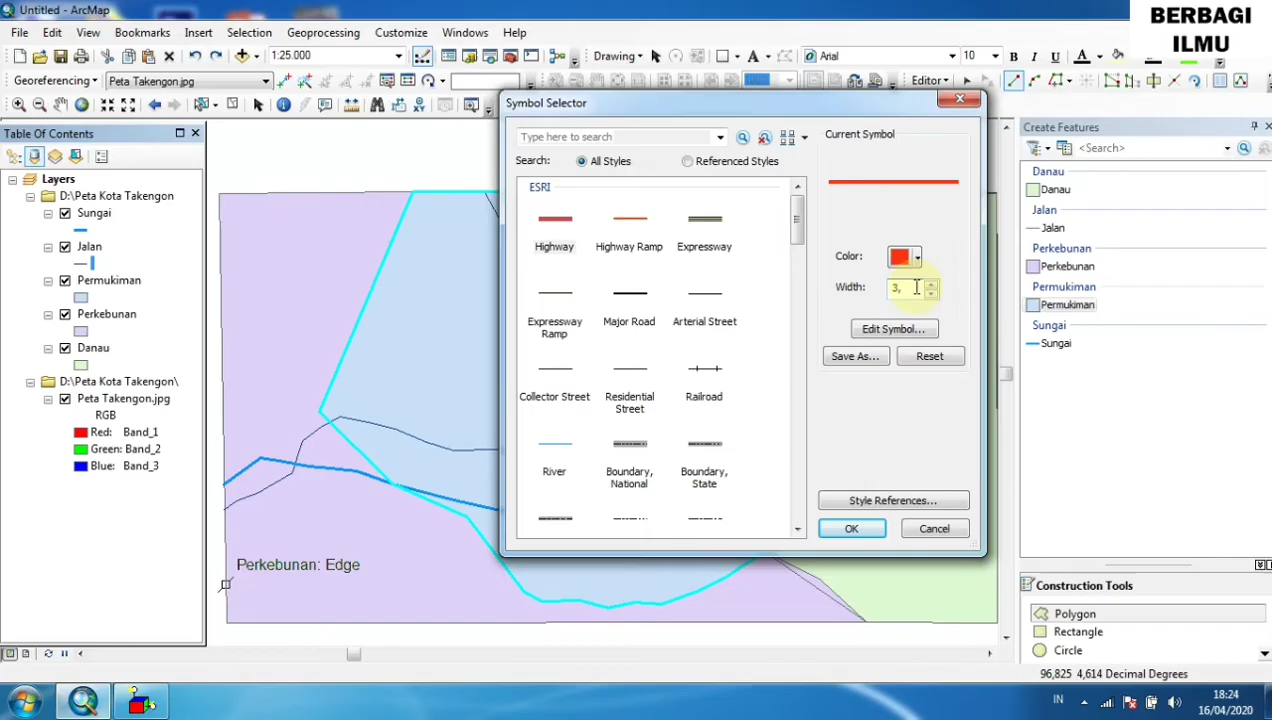 Untitled - ArcMap
BERBAGI
ILMU
File Edit View Bookmarks Insert Selection Geoprocessing Customize Windows Help
1:25.000
Drawing
Arial
10
B I U A
Georeferencing
Peta Takengon.jpg
Editor
Table Of Contents
Layers
D:\Peta Kota Takengon
Sungai
Jalan
Permukiman
Perkebunan
Danau
D:\Peta Kota Takengon\
Peta Takengon.jpg
RGB
Red: Band_1
Green: Band_2
Blue: Band_3
Perkebunan: Edge
Symbol Selector
Type here to search
Search: All Styles Referenced Styles
ESRI
Highway Highway Ramp Expressway
Expressway Ramp Major Road Arterial Street
Collector Street Residential Street Railroad
River Boundary, National Boundary, State
Current Symbol
Color:
Width: 3,
Edit Symbol...
Save As... Reset
Style References...
OK Cancel
Create Features
<Search>
Danau
Danau
Jalan
Jalan
Perkebunan
Perkebunan
Permukiman
Permukiman
Sungai
Sungai
Construction Tools
Polygon
Rectangle
Circle
96,825 4,614 Decimal Degrees
IN
18:24
16/04/2020